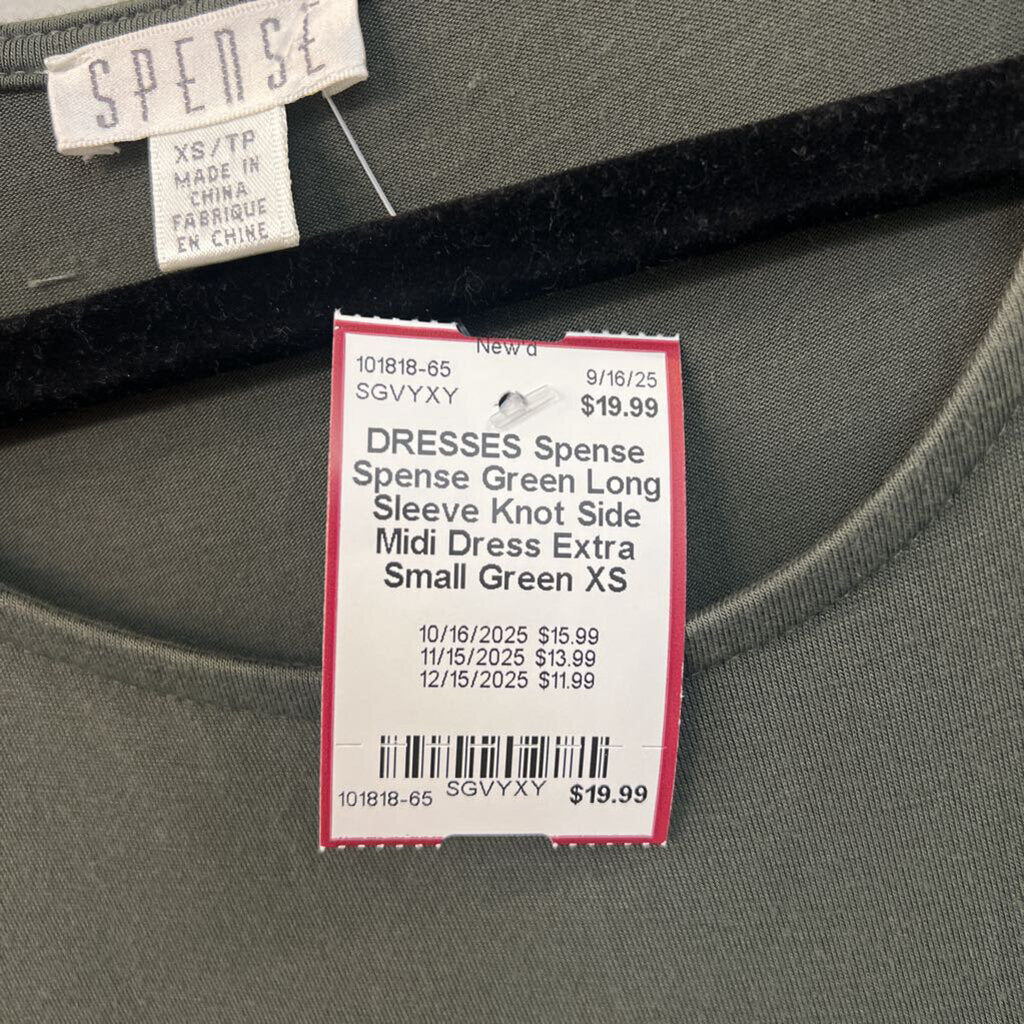 SPENSE
XS/TP
MADE IN
CHINA
FABRIQUE
EN CHINE
New'd
101818-65
SGVYXY
9/16/25
$19.99
DRESSES Spense
Spense Green Long
Sleeve Knot Side
Midi Dress Extra
Small Green XS
10/16/2025 $15.99
11/15/2025 $13.99
12/15/2025 $11.99
101818-65 SGVYXY $19.99